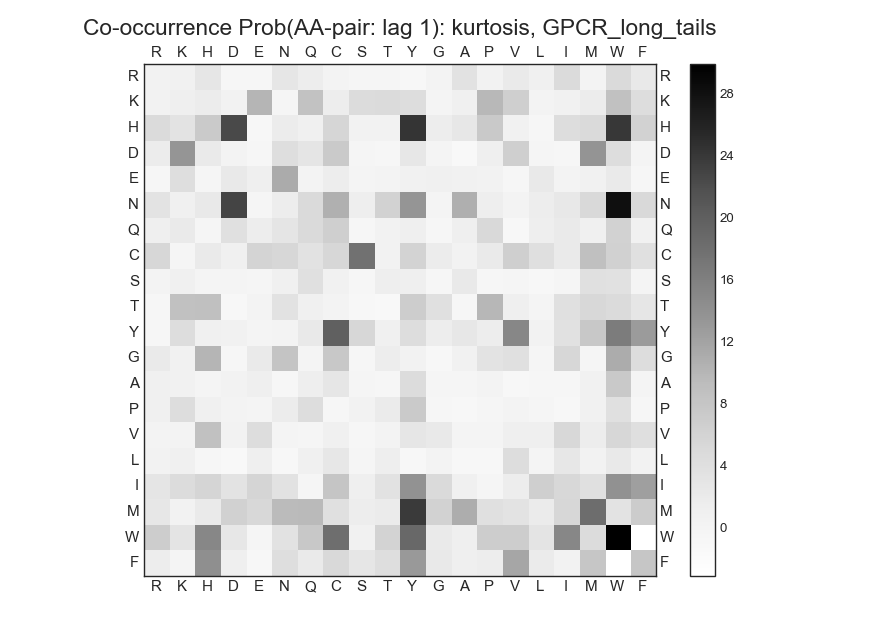 Co-occurrence Prob(AA-pair: lag 1): kurtosis, GPCR_long_tails
R K H D E N Q C S T Y G A P V L I M W F
R R
K K
H H
D D
E E
N N
Q Q
C C
S S
T T
Y Y
G G
A A
P P
V V
L L
I I
M M
W W
F F
R K H D E N Q C S T Y G A P V L I M W F
28
24
20
16
12
8
4
0